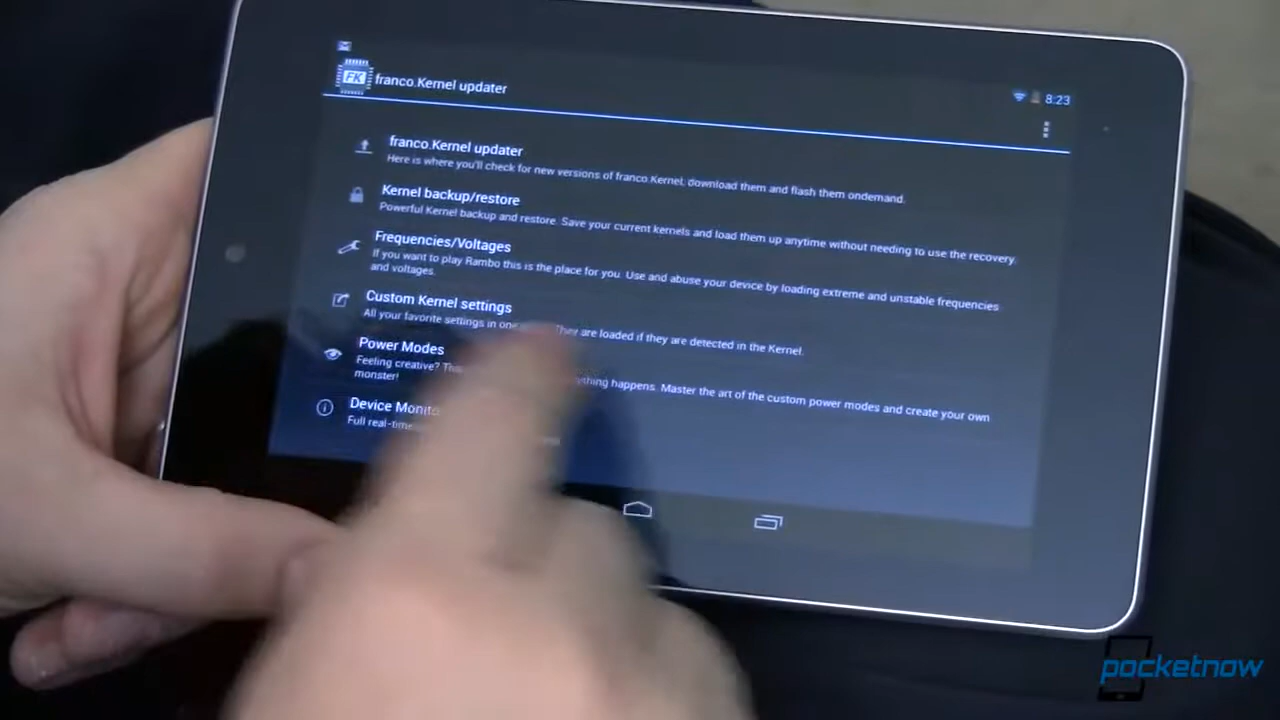 FK franco.Kernel updater
8:23
franco.Kernel updater
Here is where you'll check for new versions of franco.Kernel, download them and flash them ondemand.
Kernel backup/restore
Powerful Kernel backup and restore. Save your current kernels and load them up anytime without needing to use the recovery.
Frequencies/Voltages
If you want to play Rambo this is the place for you. Use and abuse your device by loading extreme and unstable frequencies
and voltages.
Custom Kernel settings
All your favorite settings in one They are loaded if they are detected in the Kernel.
Power Modes
Feeling creative? happens. Master the art of the custom power modes and create your own
monster!
Device
Full
pocketnow